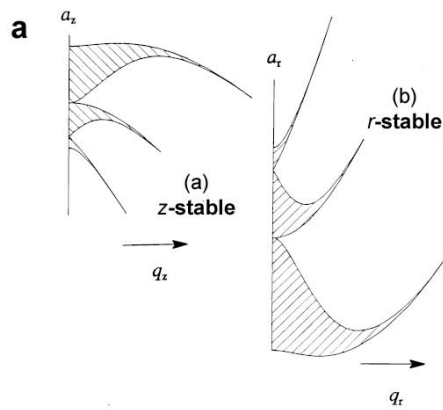 a
a_z
a_r
(b)
r-stable
(a)
z-stable
q_z
q_r